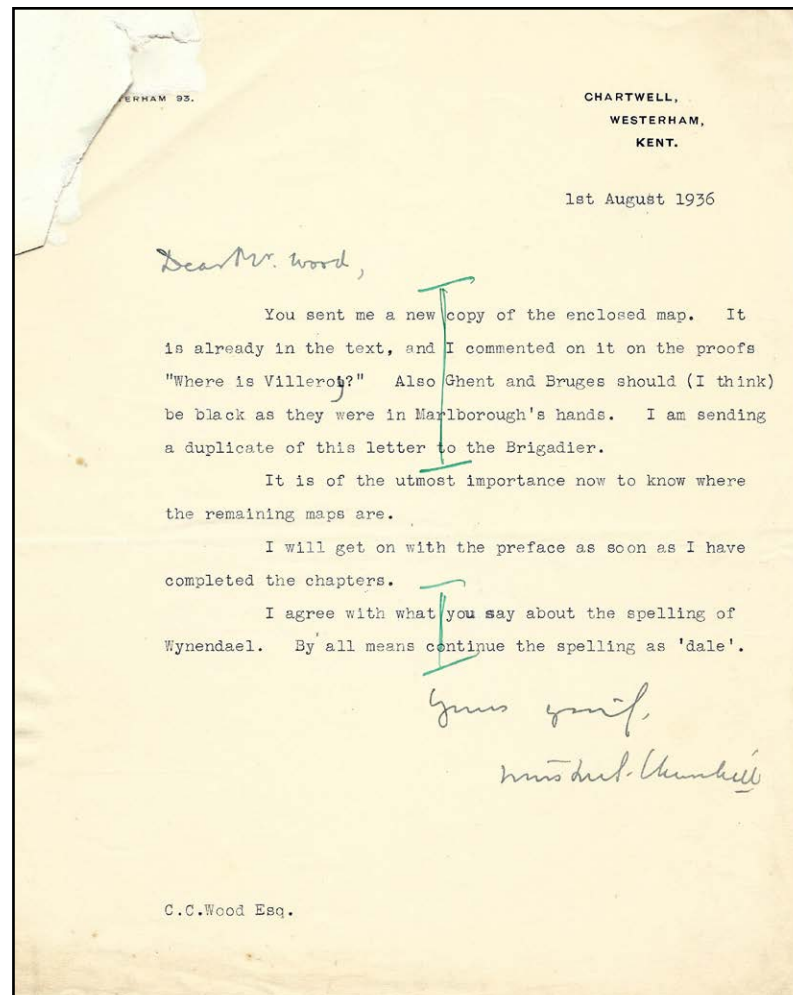 ERHAM 93.
CHARTWELL,
WESTERHAM,
KENT.
1st August 1936
Dear Mr. Wood,
You sent me a new copy of the enclosed map. It
is already in the text, and I commented on it on the proofs
"Where is Villeroy?" Also Ghent and Bruges should (I think)
be black as they were in Marlborough's hands. I am sending
a duplicate of this letter to the Brigadier.
It is of the utmost importance now to know where
the remaining maps are.
I will get on with the preface as soon as I have
completed the chapters.
I agree with what you say about the spelling of
Wynendael. By all means continue the spelling as 'dale'.
Yours
Winston S. Churchill
C.C.Wood Esq.